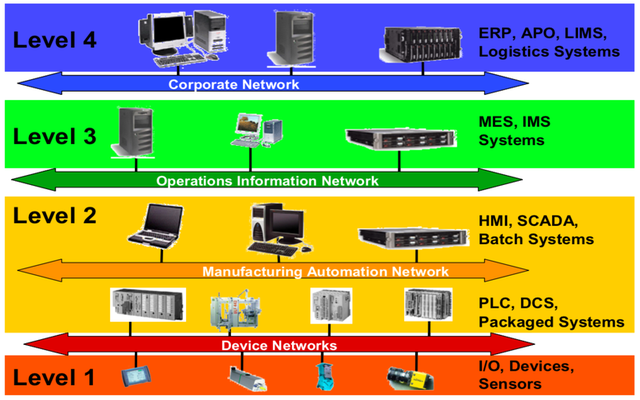 Level 4
ERP, APO, LIMS,
Logistics Systems
Corporate Network
Level 3
MES, IMS
Systems
Operations Information Network
Level 2
HMI, SCADA,
Batch Systems
Manufacturing Automation Network
PLC, DCS,
Packaged Systems
Device Networks
Level 1
I/O, Devices,
Sensors